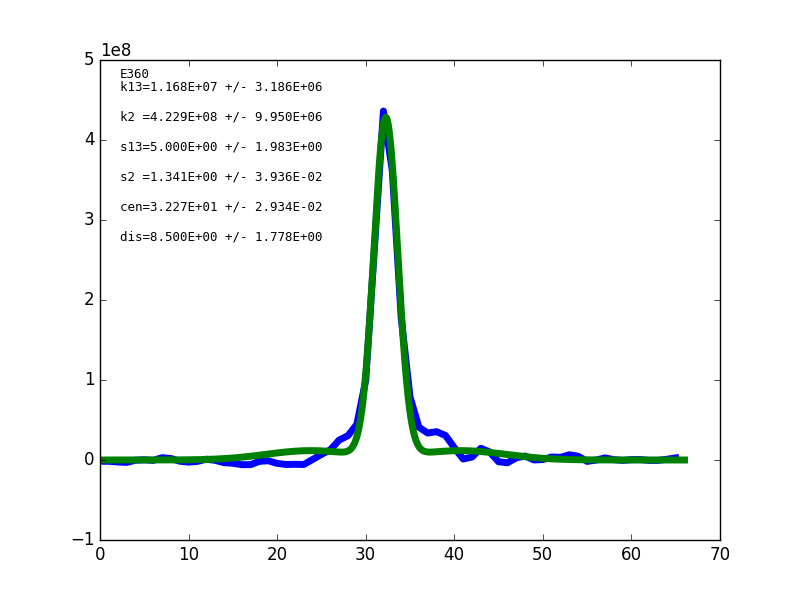 1e8
E360
k13=1.168E+07 +/- 3.186E+06
k2 =4.229E+08 +/- 9.950E+06
s13=5.000E+00 +/- 1.983E+00
s2 =1.341E+00 +/- 3.936E-02
cen=3.227E+01 +/- 2.934E-02
dis=8.500E+00 +/- 1.778E+00
5
4
3
2
1
0
−1
0 10 20 30 40 50 60 70